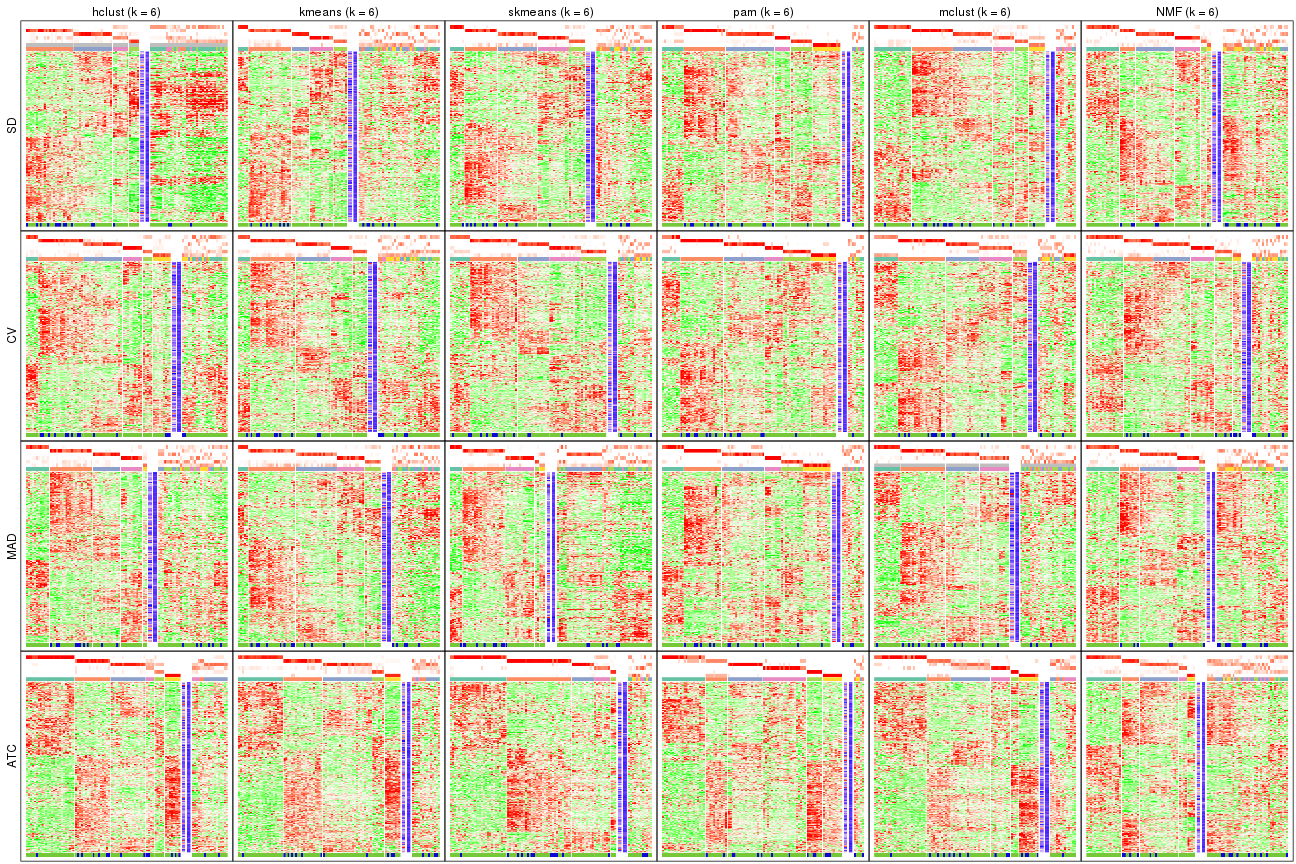 hclust (k = 6) kmeans (k = 6) skmeans (k = 6) pam (k = 6) mclust (k = 6) NMF (k = 6)
SD
CV
MAD
ATC